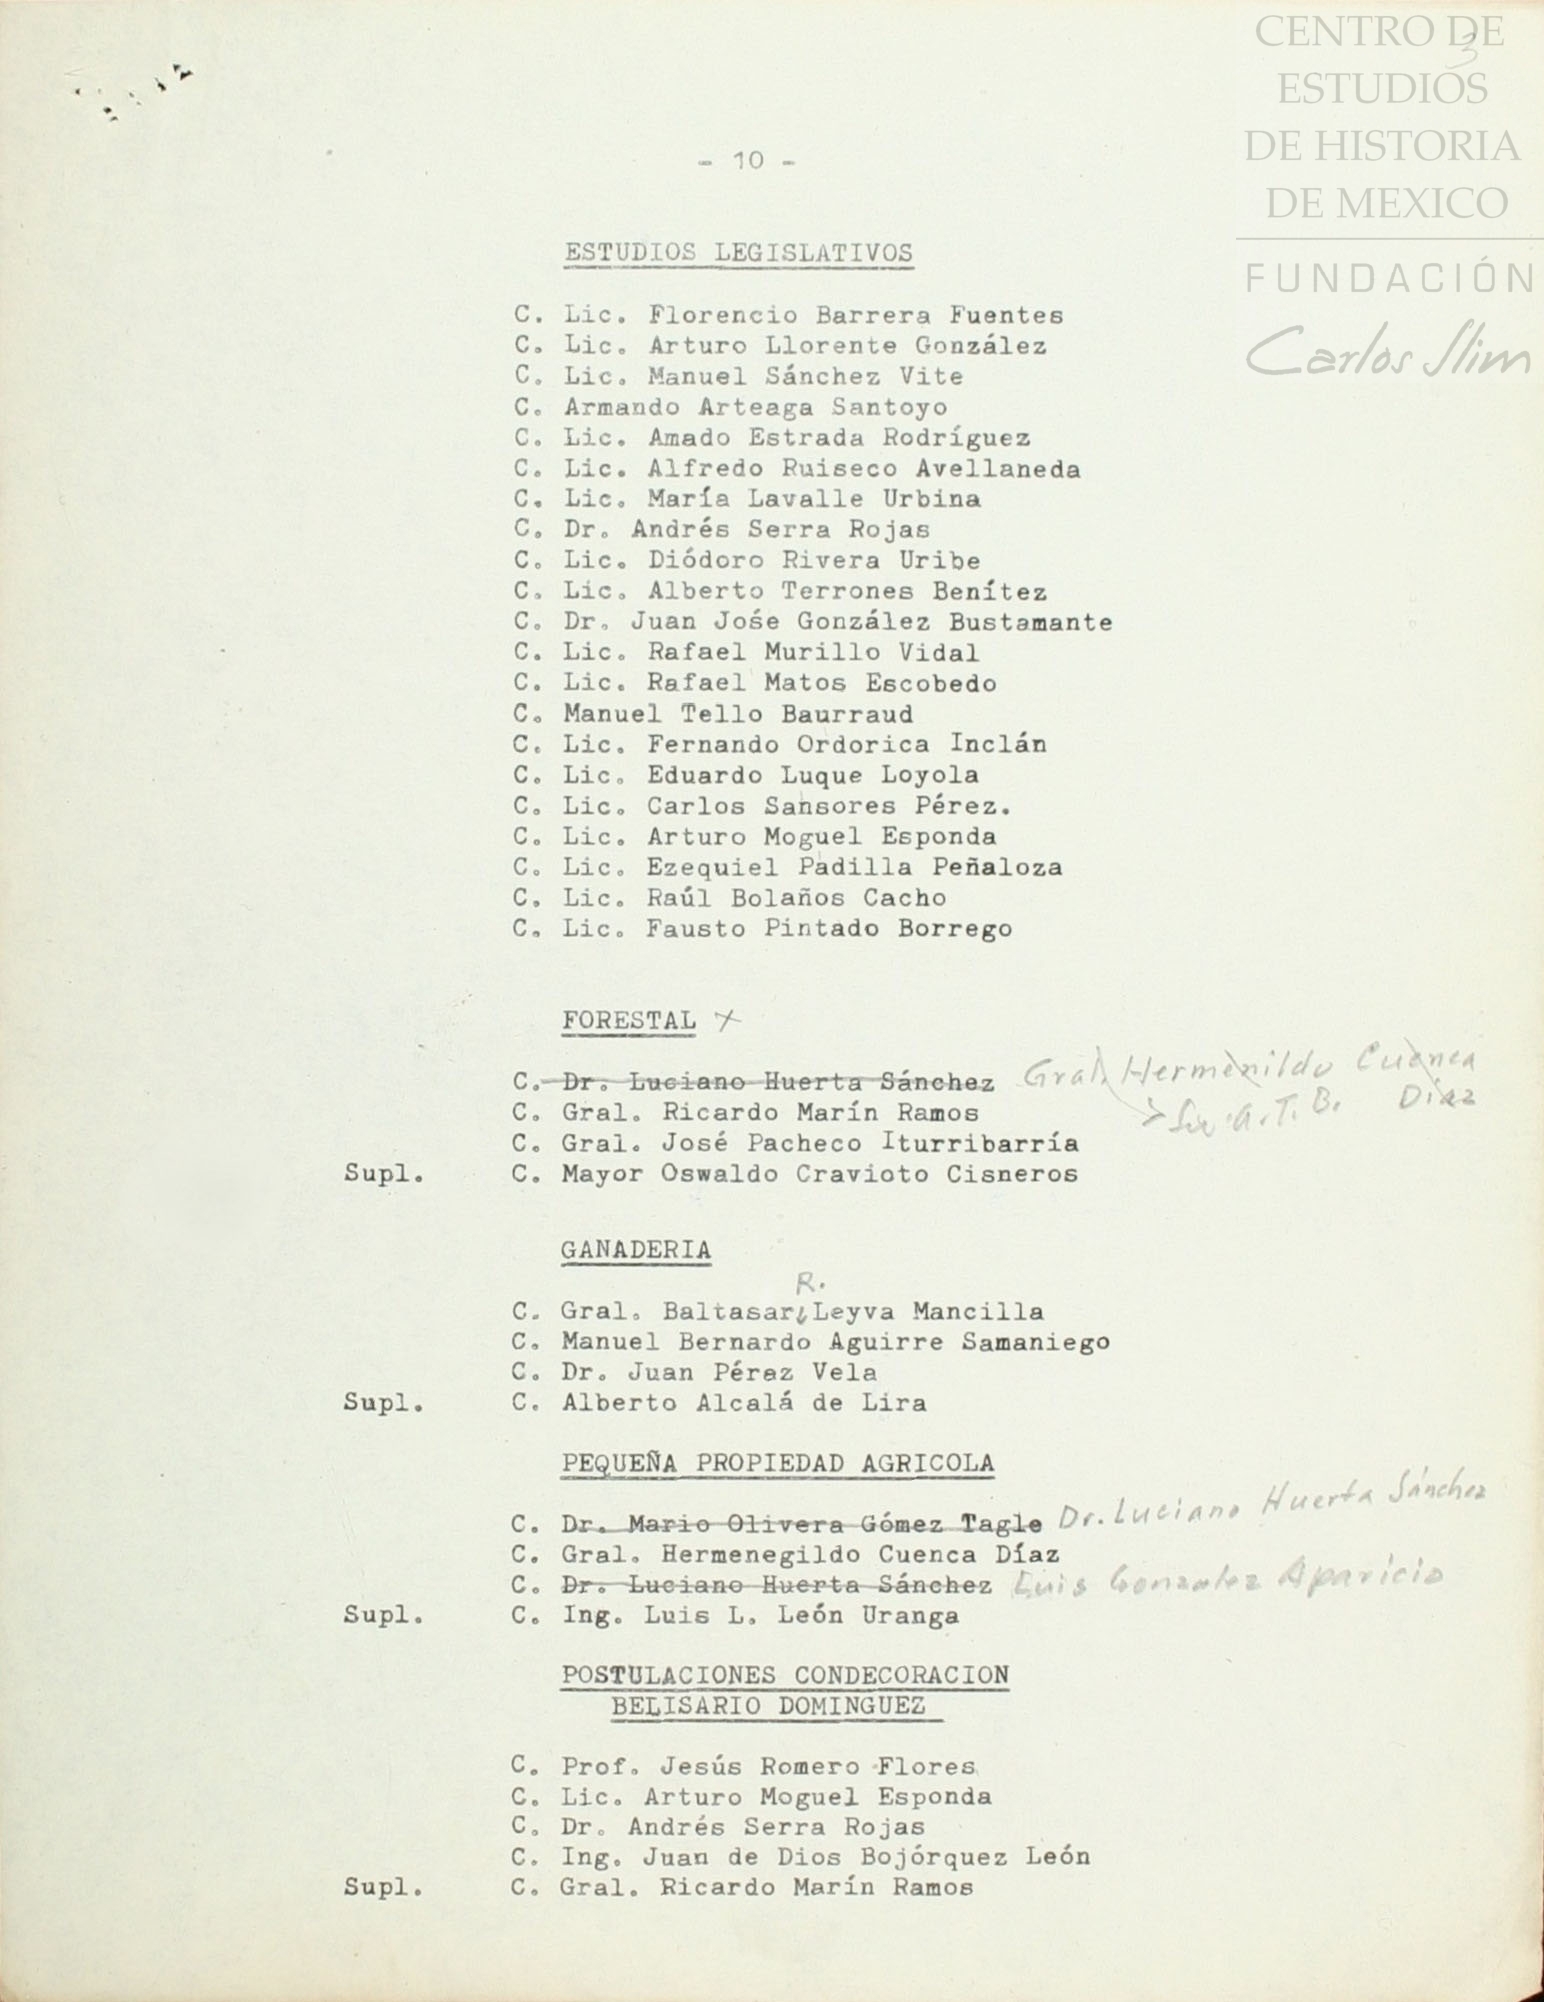 CENTRO DE
ESTUDIOS
DE HISTORIA
DE MEXICO
FUNDACIÓN
Carlos Slim
3
- 10 -
ESTUDIOS LEGISLATIVOS
C. Lic. Florencio Barrera Fuentes
C. Lic. Arturo Llorente González
C. Lic. Manuel Sánchez Vite
C. Armando Arteaga Santoyo
C. Lic. Amado Estrada Rodríguez
C. Lic. Alfredo Ruiseco Avellaneda
C. Lic. María Lavalle Urbina
C. Dr. Andrés Serra Rojas
C. Lic. Diódoro Rivera Uribe
C. Lic. Alberto Terrones Benítez
C. Dr. Juan Jośe González Bustamante
C. Lic. Rafael Murillo Vidal
C. Lic. Rafael Matos Escobedo
C. Manuel Tello Baurraud
C. Lic. Fernando Ordorica Inclán
C. Lic. Eduardo Luque Loyola
C. Lic. Carlos Sansores Pérez.
C. Lic. Arturo Moguel Esponda
C. Lic. Ezequiel Padilla Peñaloza
C. Lic. Raúl Bolaños Cacho
C. Lic. Fausto Pintado Borrego
FORESTAL X
C. Dr. Luciano Huerta Sánchez Gral. Hermenildo Cuenca
Díaz
A.T.B.
C. Gral. Ricardo Marín Ramos
C. Gral. José Pacheco Iturribarría
Supl. C. Mayor Oswaldo Cravioto Cisneros
GANADERIA
R.
C. Gral. Baltasar Leyva Mancilla
C. Manuel Bernardo Aguirre Samaniego
C. Dr. Juan Pérez Vela
Supl. C. Alberto Alcalá de Lira
PEQUEÑA PROPIEDAD AGRICOLA
C. Dr. Mario Olivera Gómez Tagle Dr. Luciano Huerta Sánchez
C. Gral. Hermenegildo Cuenca Díaz
C. Dr. Luciano Huerta Sánchez Luis Gonzalez Aparicio
Supl. C. Ing. Luis L. León Uranga
POSTULACIONES CONDECORACION
BELISARIO DOMINGUEZ
C. Prof. Jesús Romero Flores
C. Lic. Arturo Moguel Esponda
C. Dr. Andrés Serra Rojas
C. Ing. Juan de Dios Bojórquez León
Supl. C. Gral. Ricardo Marín Ramos